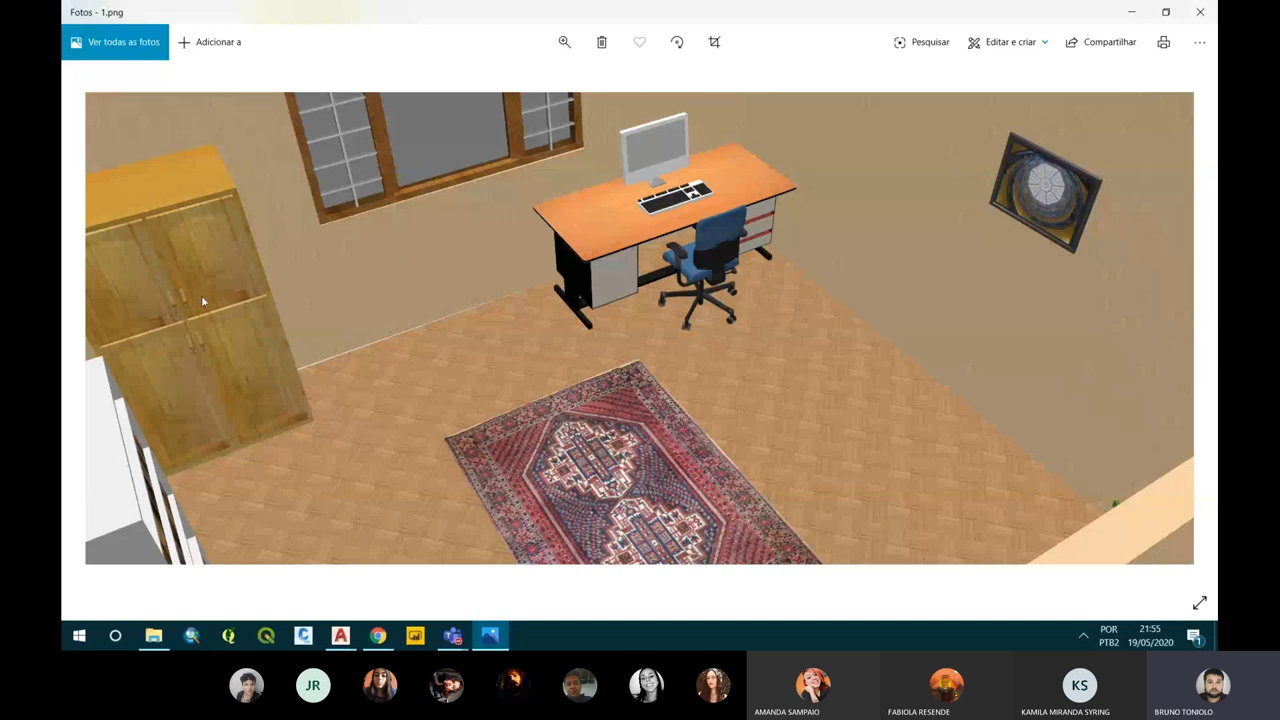 Fotos - 1.png
Ver todas as fotos
Adicionar a
Pesquisar
Editar e criar
Compartilhar
POR
PTB2
21:55
19/05/2020
1
JR
KS
AMANDA SAMPAIO
FABIOLA RESENDE
KAMILA MIRANDA SYRING
BRUNO TONIOLO